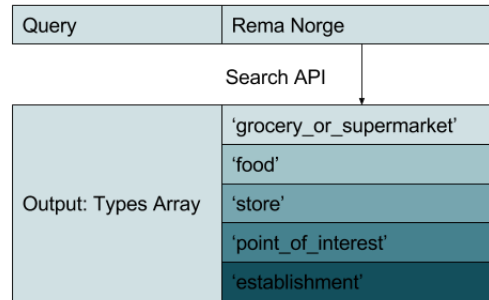 Query Rema Norge
Search API
‘grocery_or_supermarket’
‘food’
Output: Types Array ‘store’
‘point_of_interest’
‘establishment’